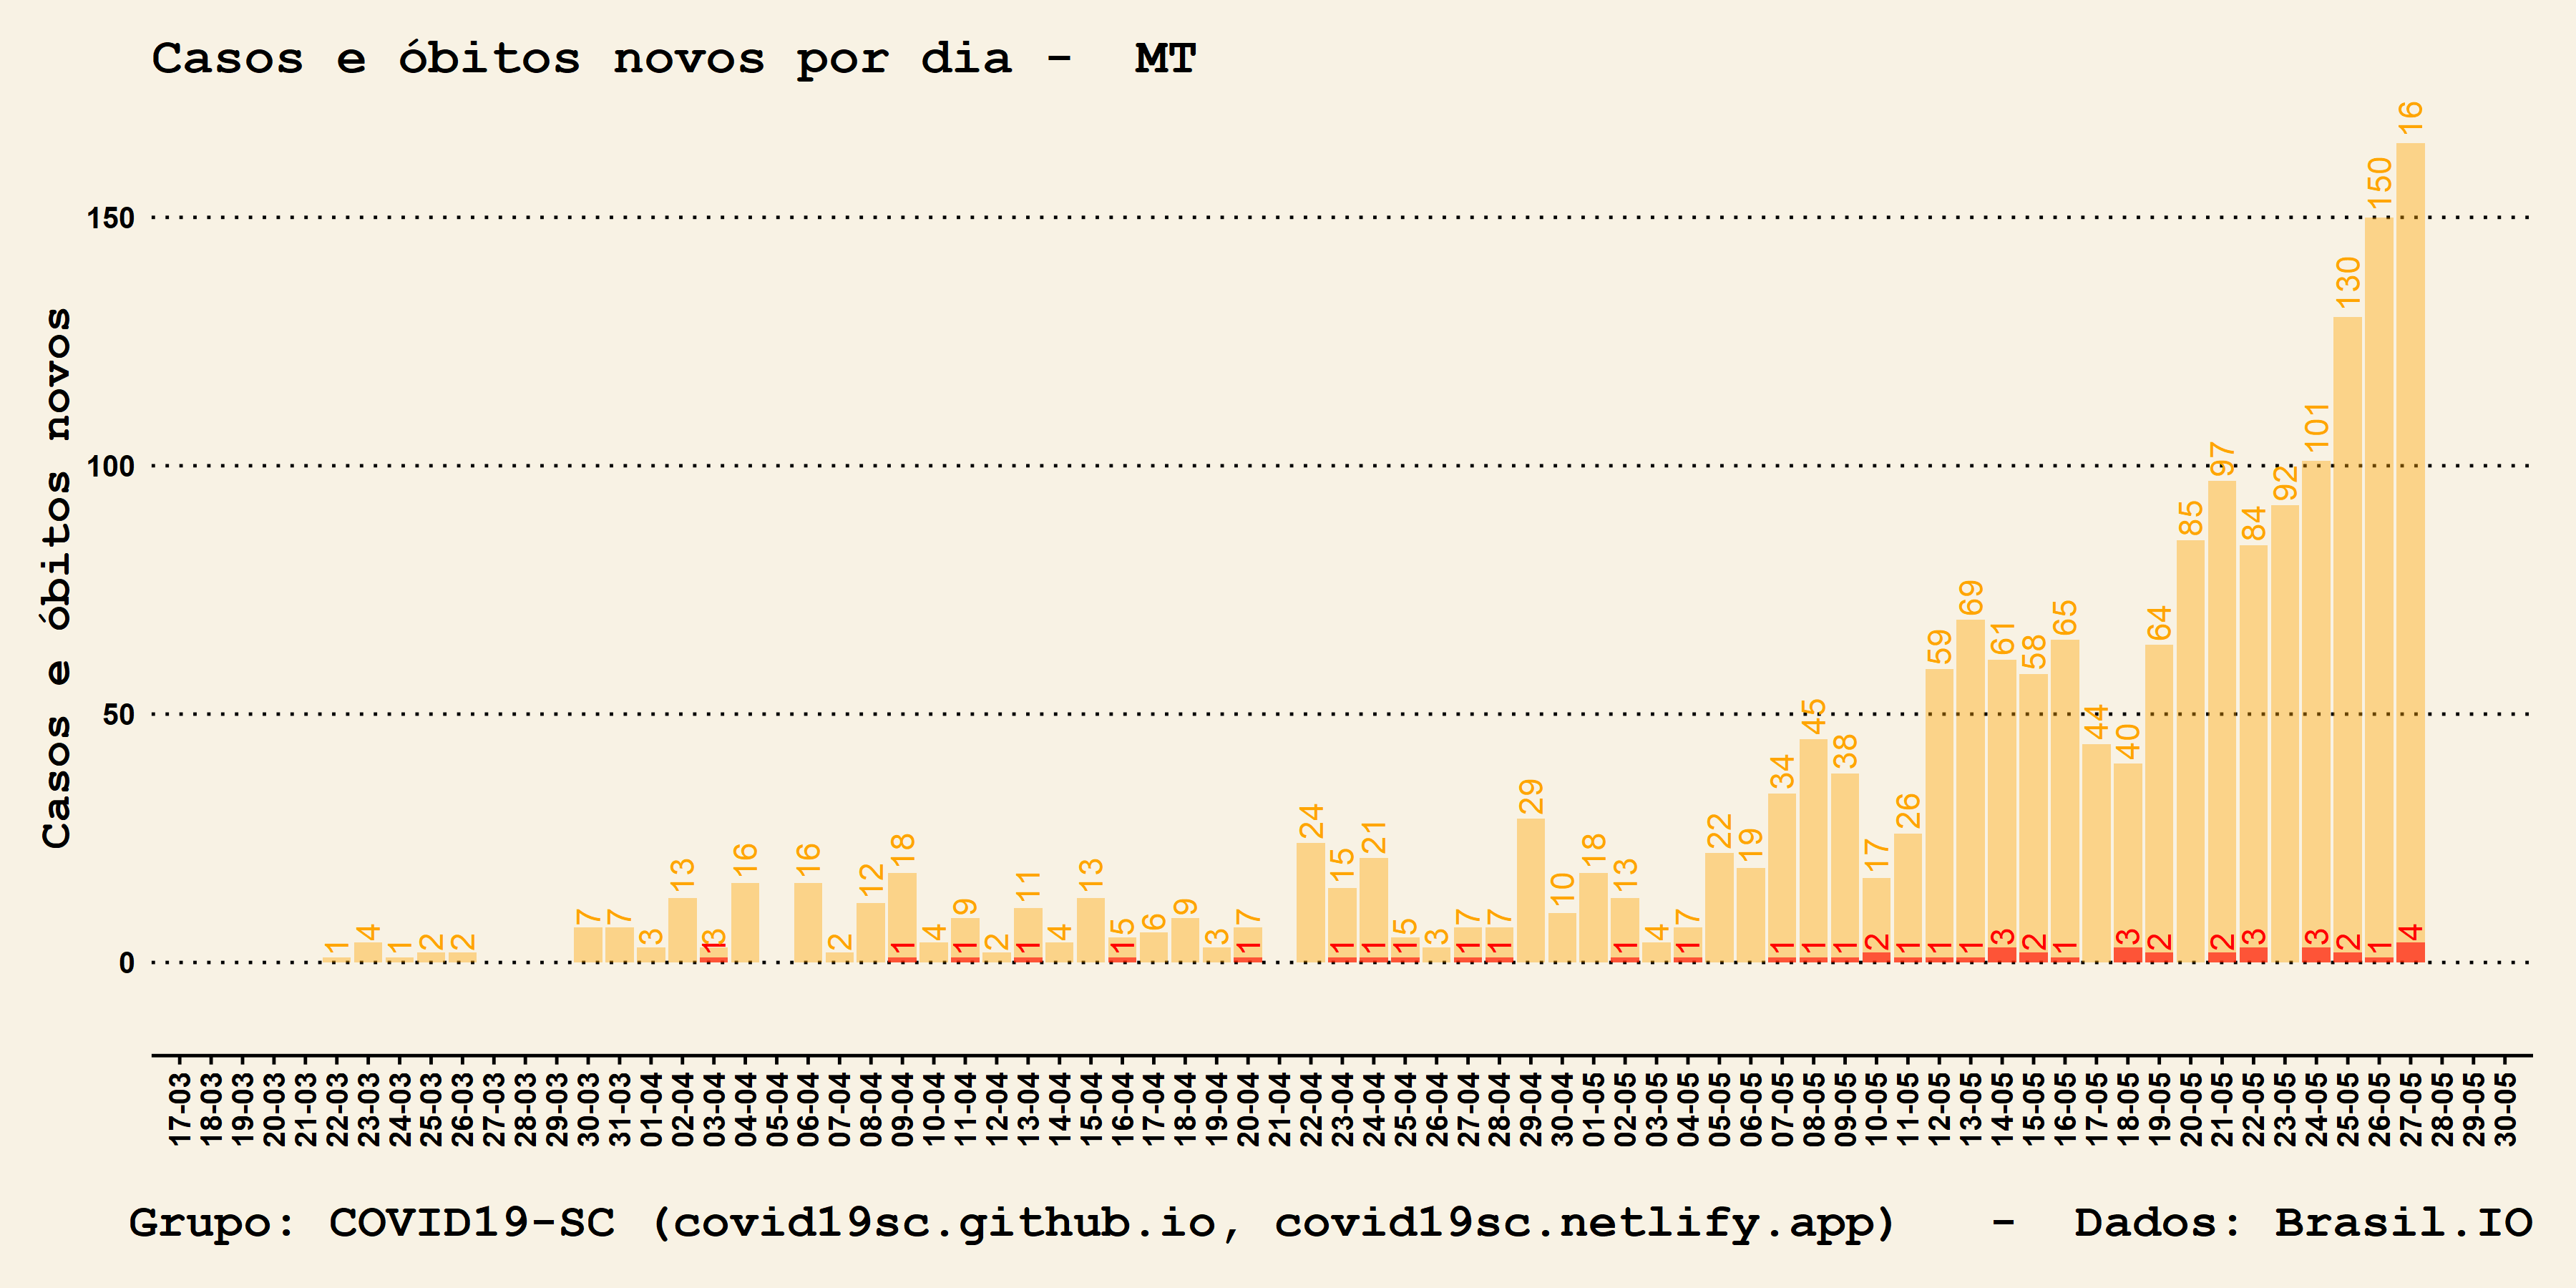 Casos e óbitos novos por dia -  MT
Casos e óbitos novos
150
100
50
0
1 4 1 2 2 7 7 3 13 3 16 16 2 12 18 4 9 2 11 4 13 5 6 9 3 7 24 15 21 5 3 7 7 29 10 18 13 4 7 22 19 34 45 38 17 26 59 69 61 58 65 44 40 64 85 97 84 92 101 130 150 16
1 1 1 1 1 1 1 1 1 1 1 1 1 1 1 1 2 1 1 1 3 2 1 3 2 2 3 3 2 1 4
17-03 18-03 19-03 20-03 21-03 22-03 23-03 24-03 25-03 26-03 27-03 28-03 29-03 30-03 31-03 01-04 02-04 03-04 04-04 05-04 06-04 07-04 08-04 09-04 10-04 11-04 12-04 13-04 14-04 15-04 16-04 17-04 18-04 19-04 20-04 21-04 22-04 23-04 24-04 25-04 26-04 27-04 28-04 29-04 30-04 01-05 02-05 03-05 04-05 05-05 06-05 07-05 08-05 09-05 10-05 11-05 12-05 13-05 14-05 15-05 16-05 17-05 18-05 19-05 20-05 21-05 22-05 23-05 24-05 25-05 26-05 27-05 28-05 29-05 30-05
Grupo: COVID19-SC (covid19sc.github.io, covid19sc.netlify.app)   -  Dados: Brasil.IO